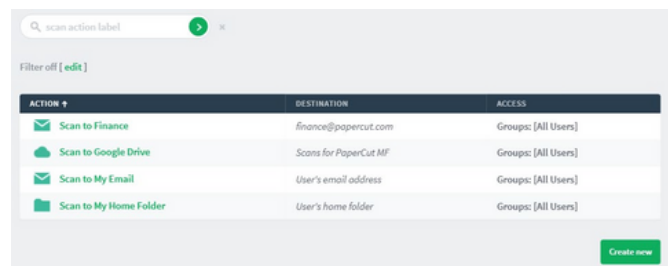 scan action label
Filter off [ edit ]
ACTION ↑ DESTINATION ACCESS
Scan to Finance finance@papercut.com Groups: [All Users]
Scan to Google Drive Scans for PaperCut MF Groups: [All Users]
Scan to My Email User's email address Groups: [All Users]
Scan to My Home Folder User's home folder Groups: [All Users]
Create new